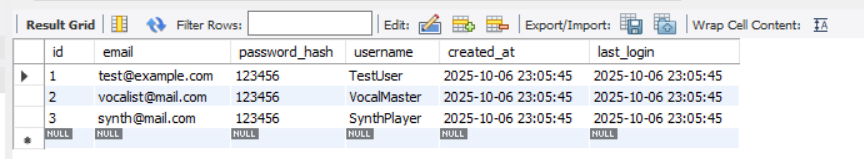 Result Grid Filter Rows: Edit: Export/Import: Wrap Cell Content:
id email password_hash username created_at last_login
1 test@example.com 123456 TestUser 2025-10-06 23:05:45 2025-10-06 23:05:45
2 vocalist@mail.com 123456 VocalMaster 2025-10-06 23:05:45 2025-10-06 23:05:45
3 synth@mail.com 123456 SynthPlayer 2025-10-06 23:05:45 2025-10-06 23:05:45
NULL NULL NULL NULL NULL NULL